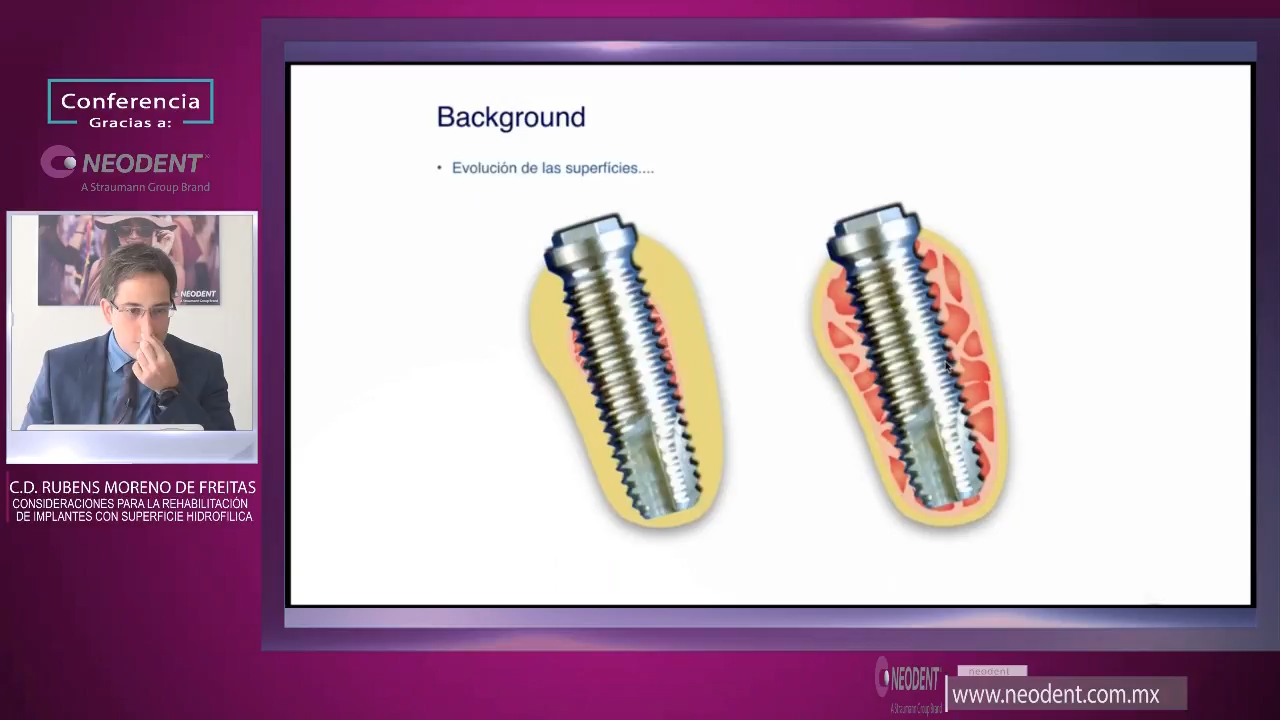 Conferencia
Gracias a:
NEODENT
A Straumann Group Brand
Background
• Evolución de las superfícies....
NEODENT
C.D. RUBENS MORENO DE FREITAS
CONSIDERACIONES PARA LA REHABILITACIÓN
DE IMPLANTES CON SUPERFICIE HIDROFÍLICA
NEODENT
A Straumann Group Brand
neodent
www.neodent.com.mx